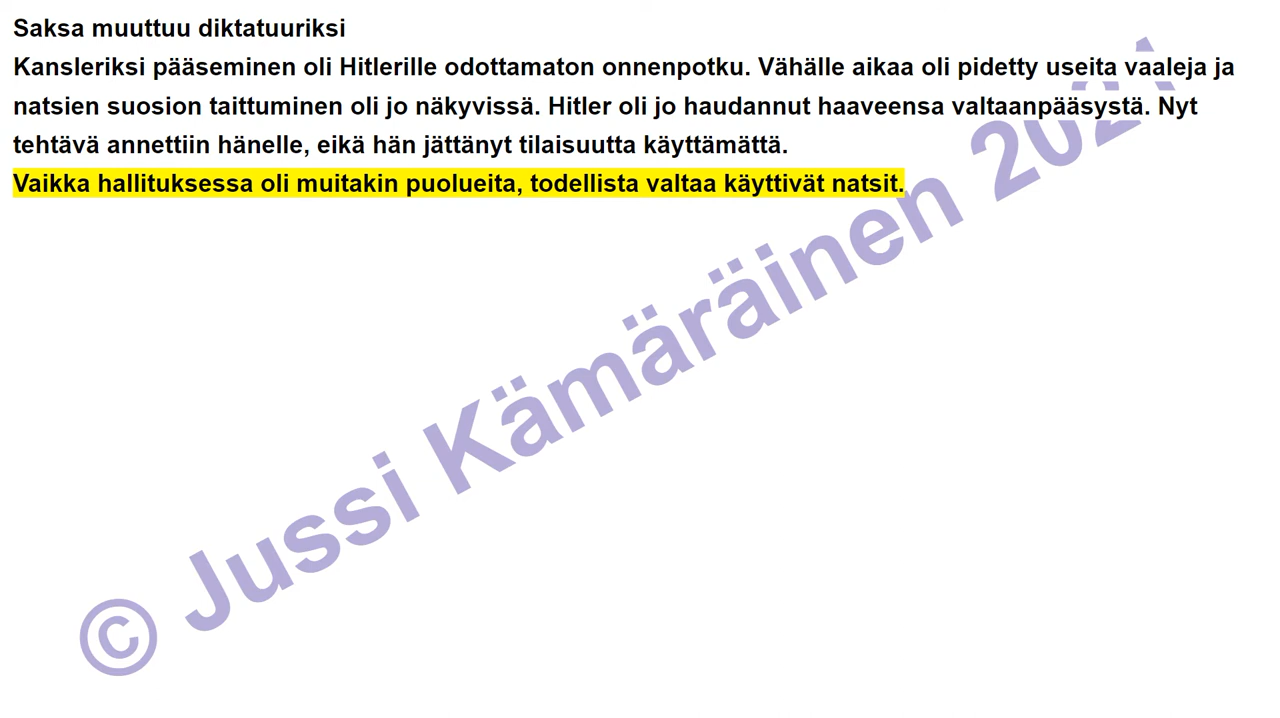 Saksa muuttuu diktatuuriksi
Kansleriksi pääseminen oli Hitlerille odottamaton onnenpotku. Vähälle aikaa oli pidetty useita vaaleja ja
natsien suosion taittuminen oli jo näkyvissä. Hitler oli jo haudannut haaveensa valtaanpääsystä. Nyt
tehtävä annettiin hänelle, eikä hän jättänyt tilaisuutta käyttämättä.
Vaikka hallituksessa oli muitakin puolueita, todellista valtaa käyttivät natsit.
© Jussi Kämäräinen 2021